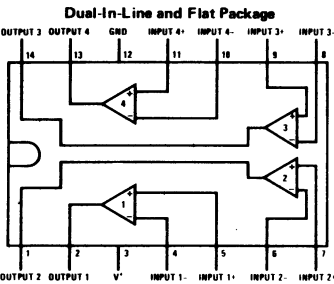 Dual-In-Line and Flat Package
OUTPUT 3 OUTPUT 4 GND INPUT 4+ INPUT 4- INPUT 3+ INPUT 3-
14 13 12 11 10 9 8
+
4
-
+
3
-
+
2
-
+
1
-
1 2 3 4 5 6 7
OUTPUT 2 OUTPUT 1 V+ INPUT 1- INPUT 1+ INPUT 2- INPUT 2+